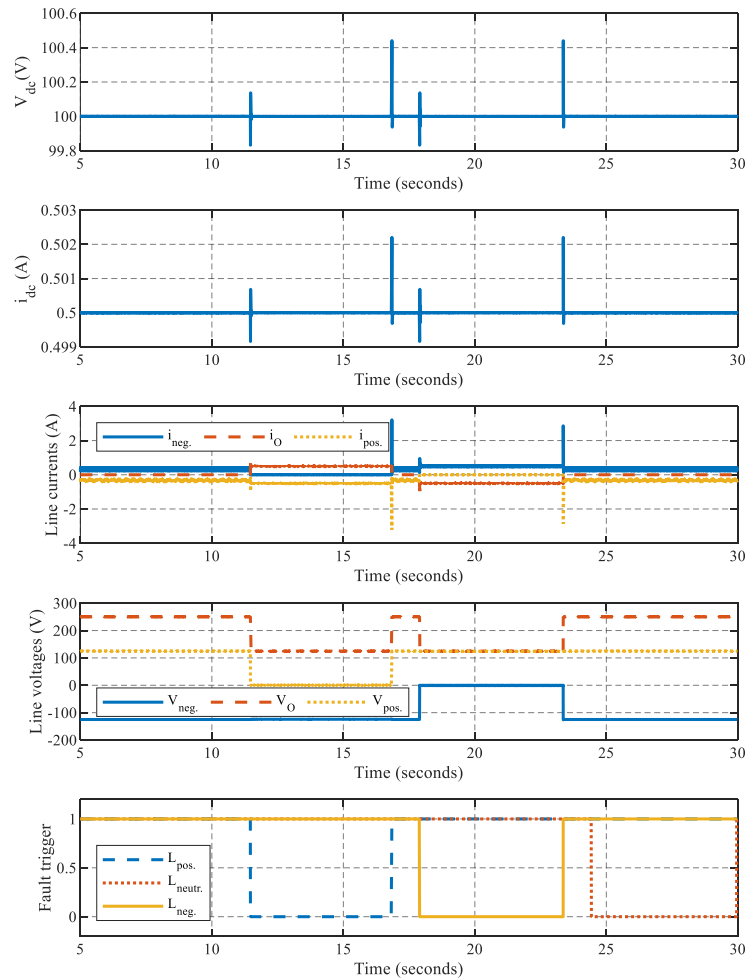 100.6
100.4
100.2
100
99.8
V_dc (V)
5 10 15 20 25 30
Time (seconds)
0.503
0.502
0.501
0.5
0.499
i_dc (A)
5 10 15 20 25 30
Time (seconds)
4
2
0
-2
-4
Line currents (A)
i_neg. i_O i_pos.
5 10 15 20 25 30
Time (seconds)
300
200
100
0
-100
-200
Line voltages (V)
V_neg. V_O V_pos.
5 10 15 20 25 30
Time (seconds)
1
0.5
0
Fault trigger
L_pos.
L_neutr.
L_neg.
5 10 15 20 25 30
Time (seconds)